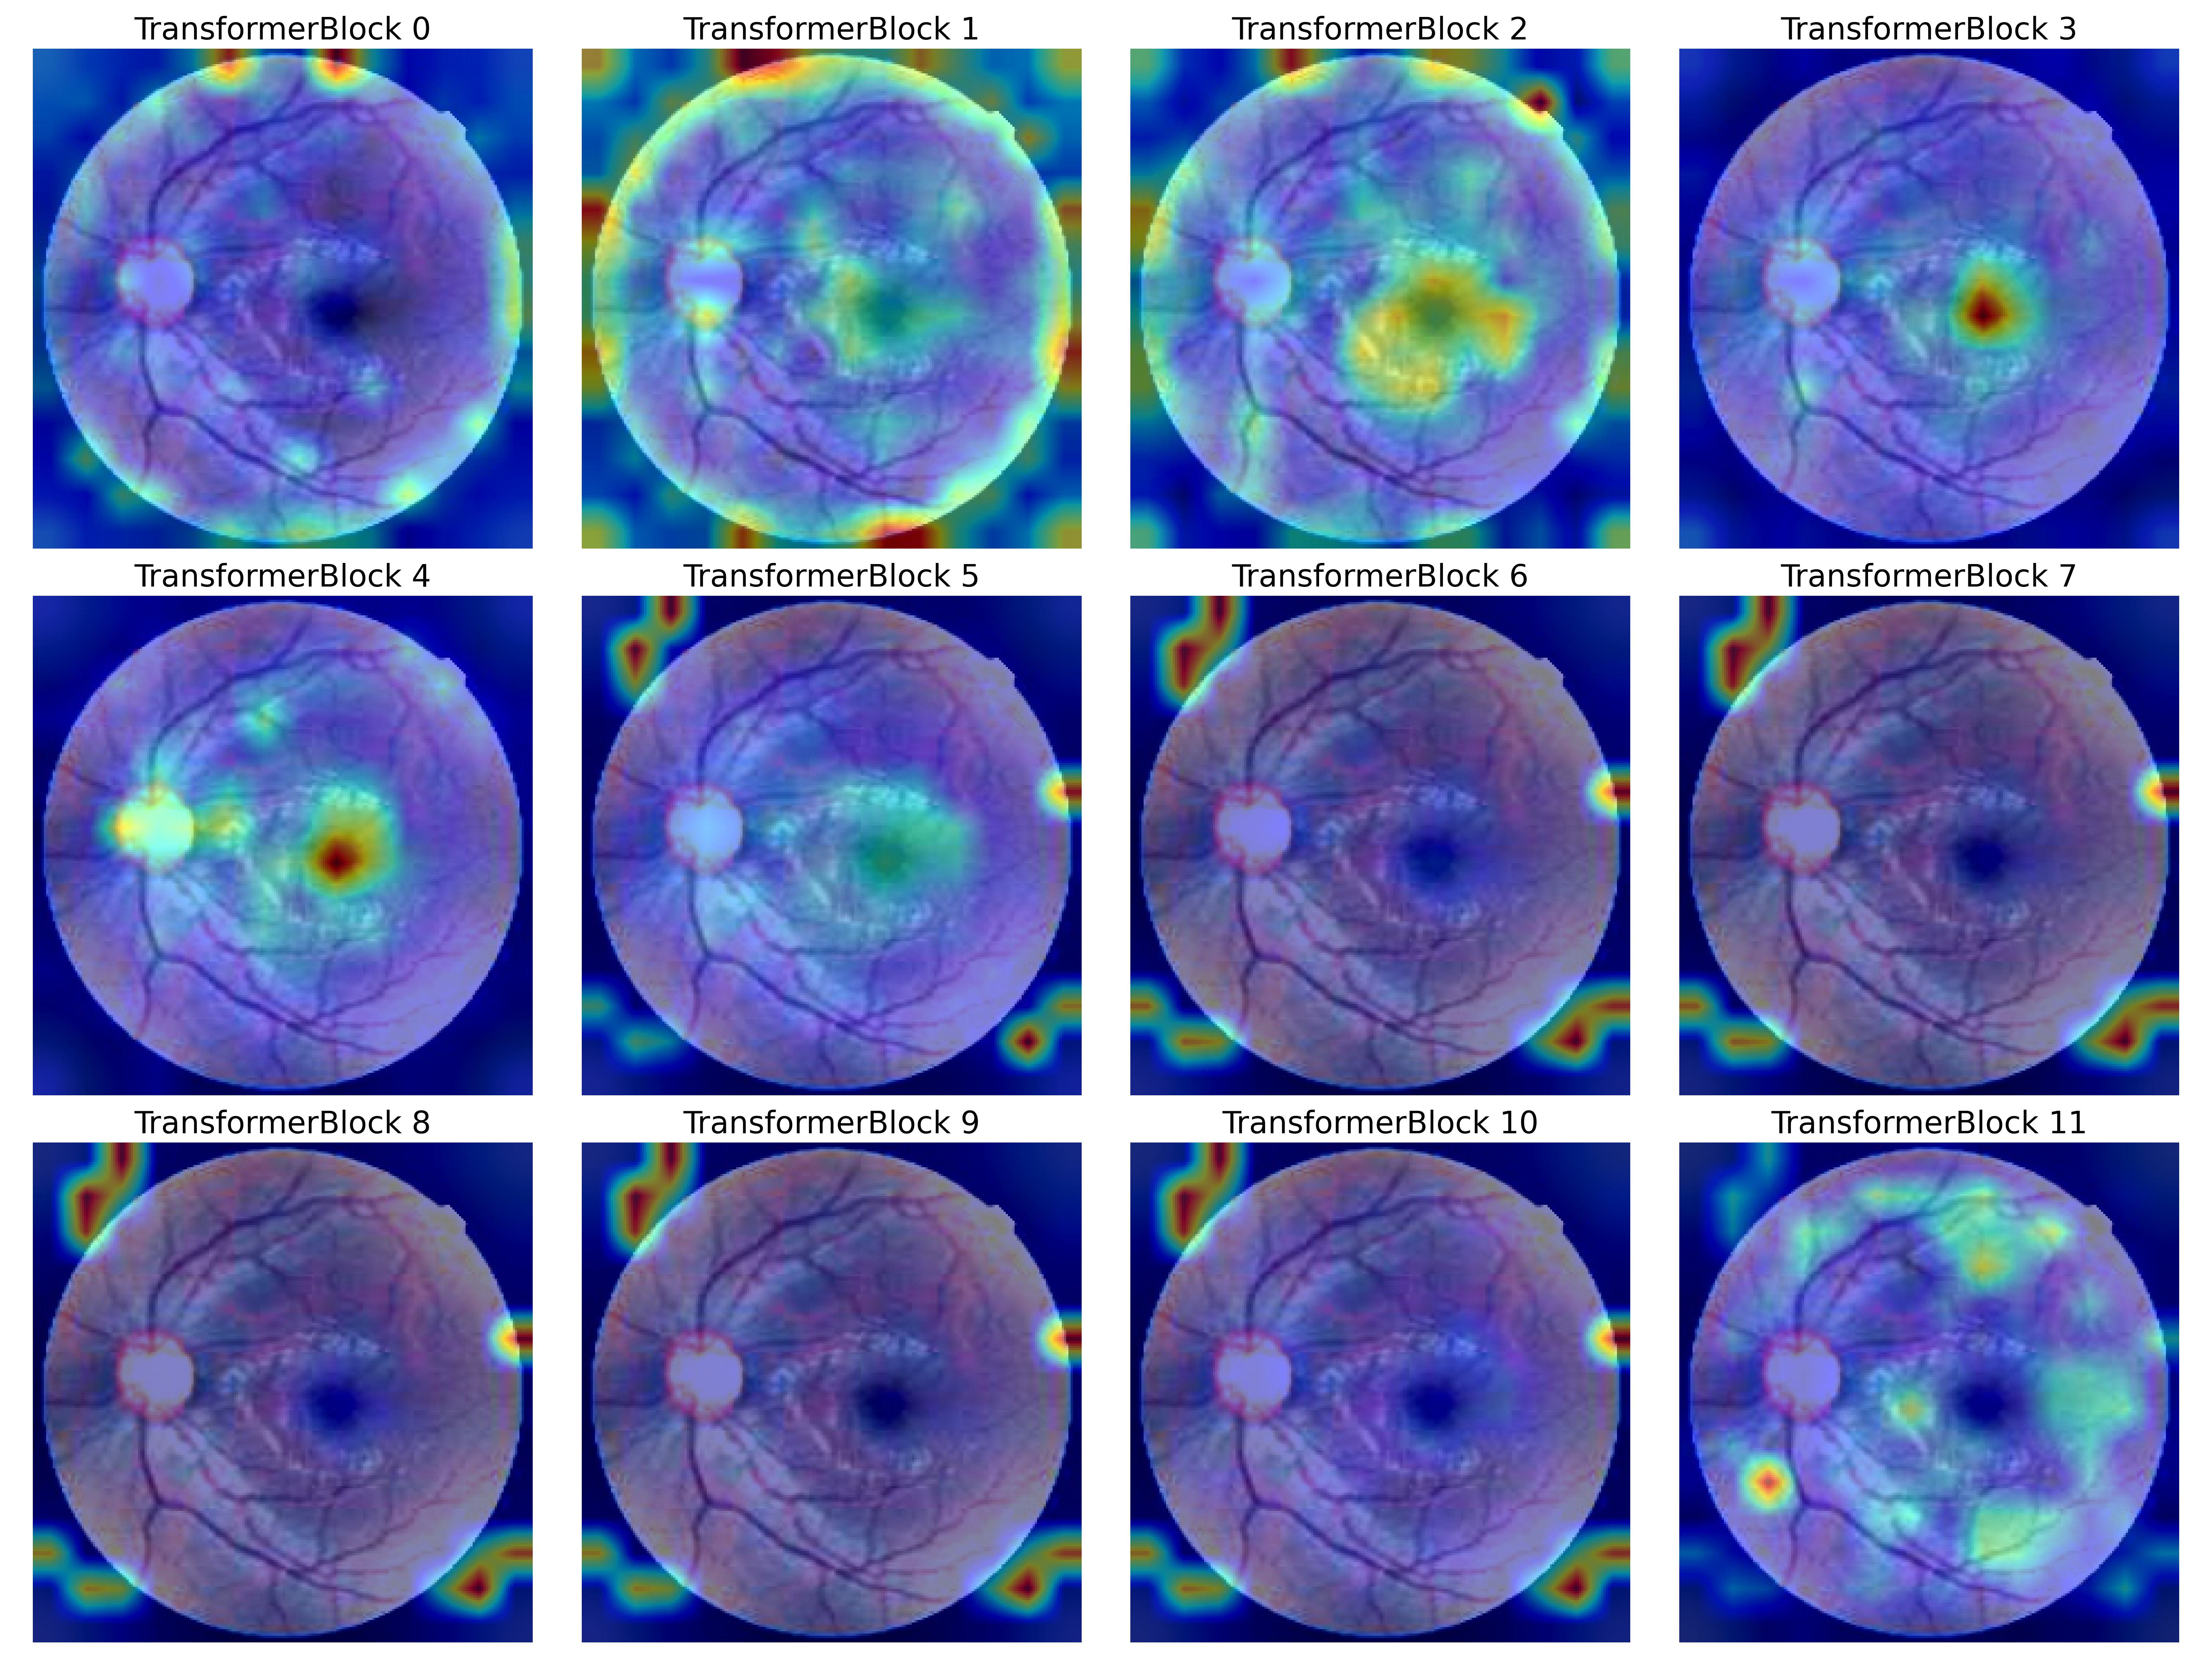 TransformerBlock 0
TransformerBlock 1
TransformerBlock 2
TransformerBlock 3
TransformerBlock 4
TransformerBlock 5
TransformerBlock 6
TransformerBlock 7
TransformerBlock 8
TransformerBlock 9
TransformerBlock 10
TransformerBlock 11